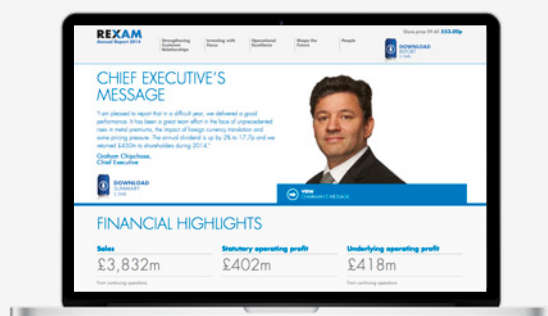 REXAM
Annual Report 2014
Strengthening
Customer
Relationships
Investing with
Focus
Operational
Excellence
Shape the
Future
People
DOWNLOAD
REPORT
CHIEF EXECUTIVE'S
MESSAGE
"I am pleased to report that in a difficult year, we delivered a good
performance. It has been a great team effort in the face of unprecedented
rises in metal premiums, the impact of foreign currency translation and
some pricing pressure. The annual dividend is up by 2% to 17.7p and we
returned £450m to shareholders during 2014."
Graham Chipchase,
Chief Executive
DOWNLOAD
SUMMARY
VIEW
CHAIRMAN'S MESSAGE
FINANCIAL HIGHLIGHTS
Sales
Statutory operating profit
Underlying operating profit
£3,832m
£402m
£418m
From continuing operations
From continuing operations